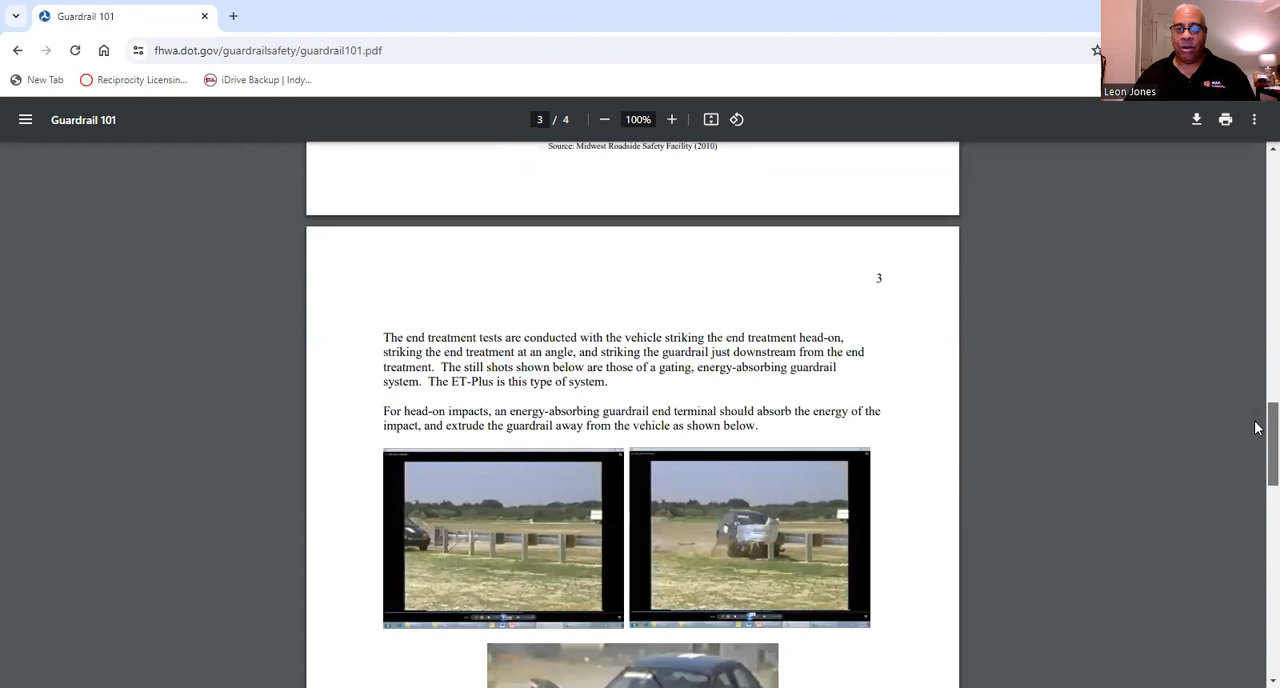 Guardrail 101
fhwa.dot.gov/guardrailsafety/guardrail101.pdf
New Tab
Reciprocity Licensin...
iDrive Backup | Indy...
Leon Jones
Guardrail 101
3 / 4
100%
Source: Midwest Roadside Safety Facility (2010)
3
The end treatment tests are conducted with the vehicle striking the end treatment head-on,
striking the end treatment at an angle, and striking the guardrail just downstream from the end
treatment. The still shots shown below are those of a gating, energy-absorbing guardrail
system. The ET-Plus is this type of system.
For head-on impacts, an energy-absorbing guardrail end terminal should absorb the energy of the
impact, and extrude the guardrail away from the vehicle as shown below.